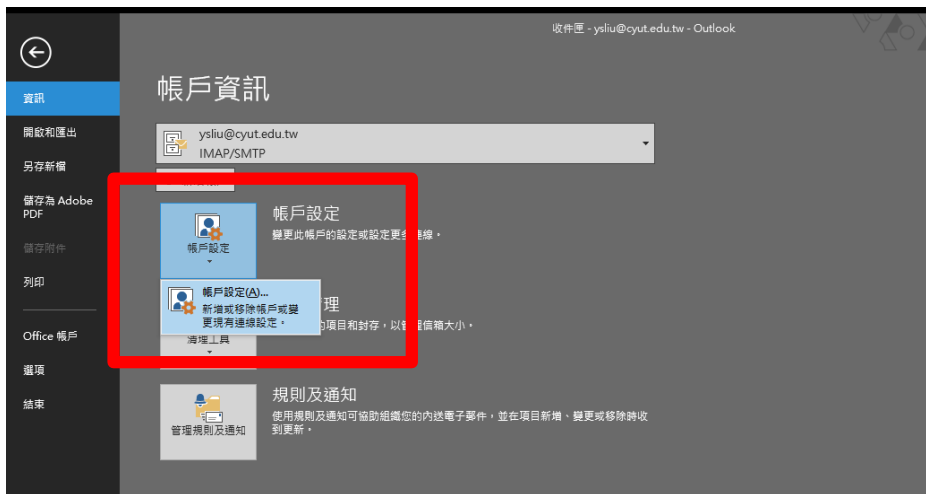 收件匣 - ysliu@cyut.edu.tw - Outlook
帳戶資訊
資訊
開啟和匯出
另存新檔
儲存為 Adobe
PDF
儲存附件
列印
Office 帳戶
選項
結束
ysliu@cyut.edu.tw
IMAP/SMTP
帳戶設定
帳戶設定
變更此帳戶的設定或設定更多連線。
帳戶設定(A)...
新增或移除帳戶或變
更現有連線設定。
理
的項目和封存，以管理信箱大小。
清理工具
管理規則及通知
規則及通知
使用規則及通知可協助組織您的內送電子郵件，並在項目新增、變更或移除時收
到更新。